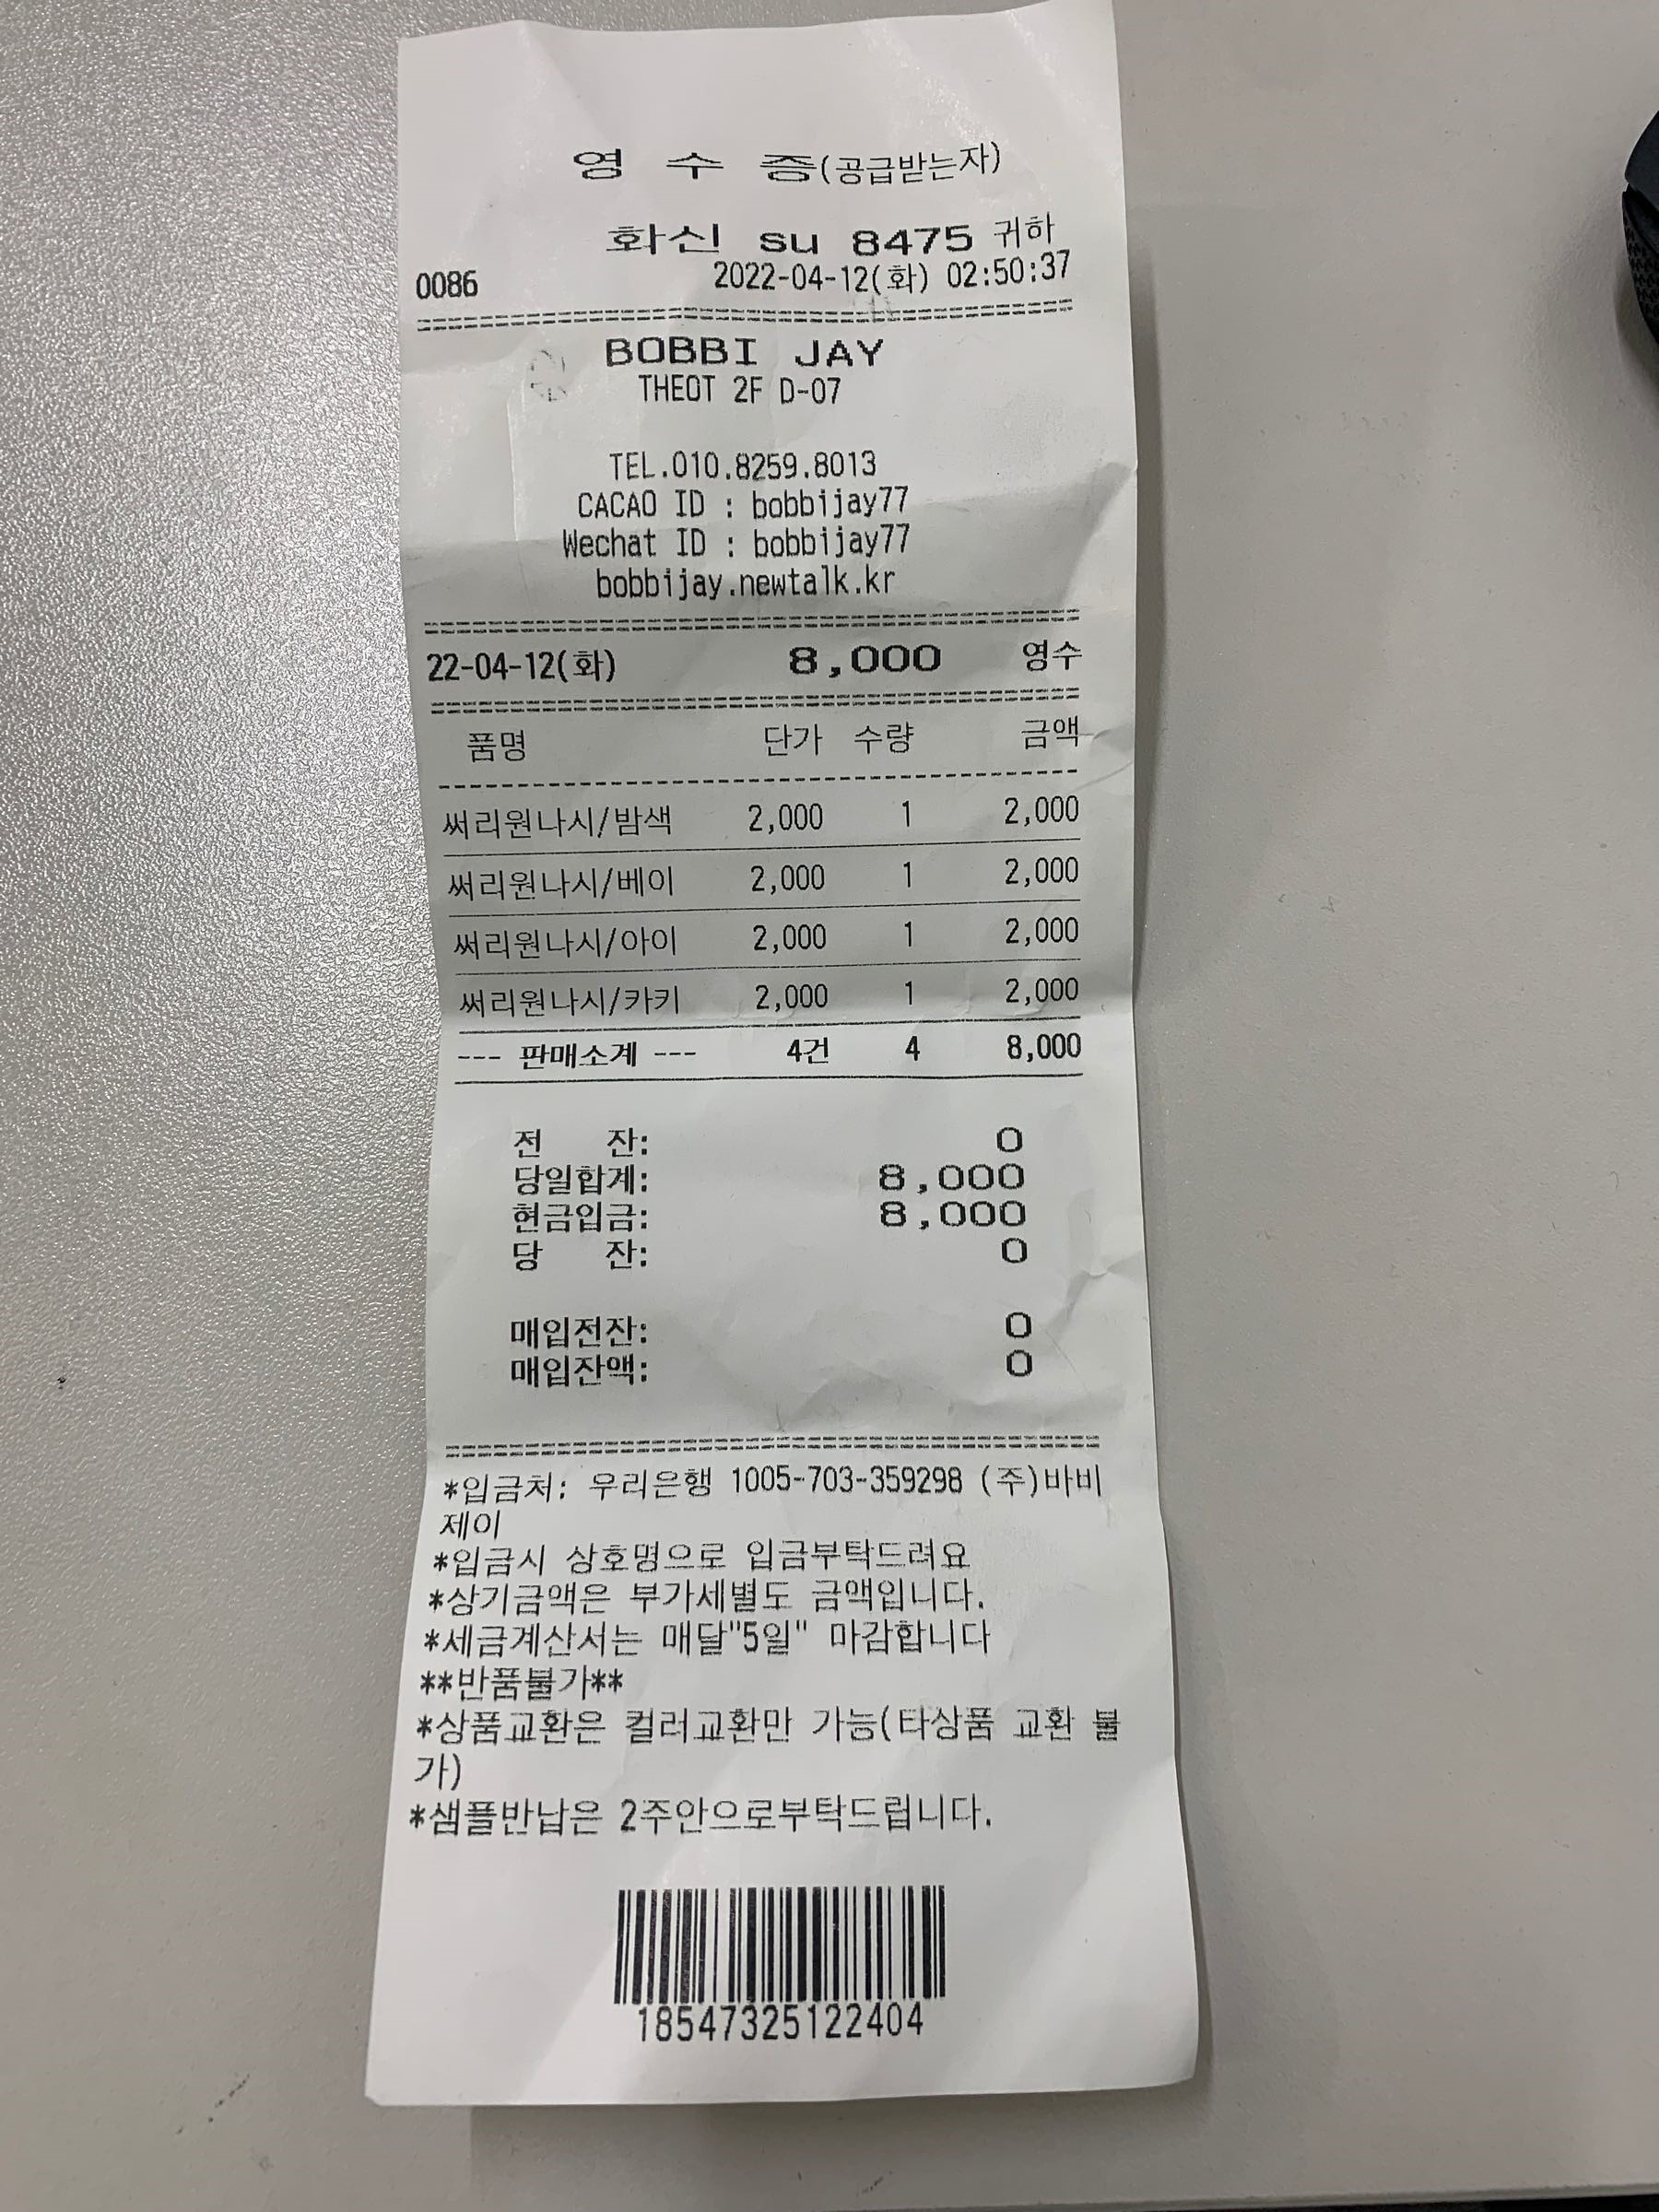 영 수 증(공급받는자)
화신 su 8475 귀하
0086 2022-04-12(화) 02:50:37
BOBBI JAY
THEOT 2F D-07
TEL.010.8259.8013
CACAO ID : bobbijay77
Wechat ID : bobbijay77
bobbijay.newtalk.kr
22-04-12(화) 8,000 영수
품명 단가 수량 금액
써리원나시/밤색 2,000 1 2,000
써리원나시/베이 2,000 1 2,000
써리원나시/아이 2,000 1 2,000
써리원나시/카키 2,000 1 2,000
--- 판매소계 --- 4건 4 8,000
전 잔: 0
당일합계: 8,000
현금입금: 8,000
당 잔: 0
매입전잔: 0
매입잔액: 0
*입금처: 우리은행 1005-703-359298 (주)바비
제이
*입금시 상호명으로 입금부탁드려요
*상기금액은 부가세별도 금액입니다.
*세금계산서는 매달"5일" 마감합니다
**반품불가**
*상품교환은 컬러교환만 가능(타상품 교환 불
가)
*샘플반납은 2주안으로부탁드립니다.
18547325122404